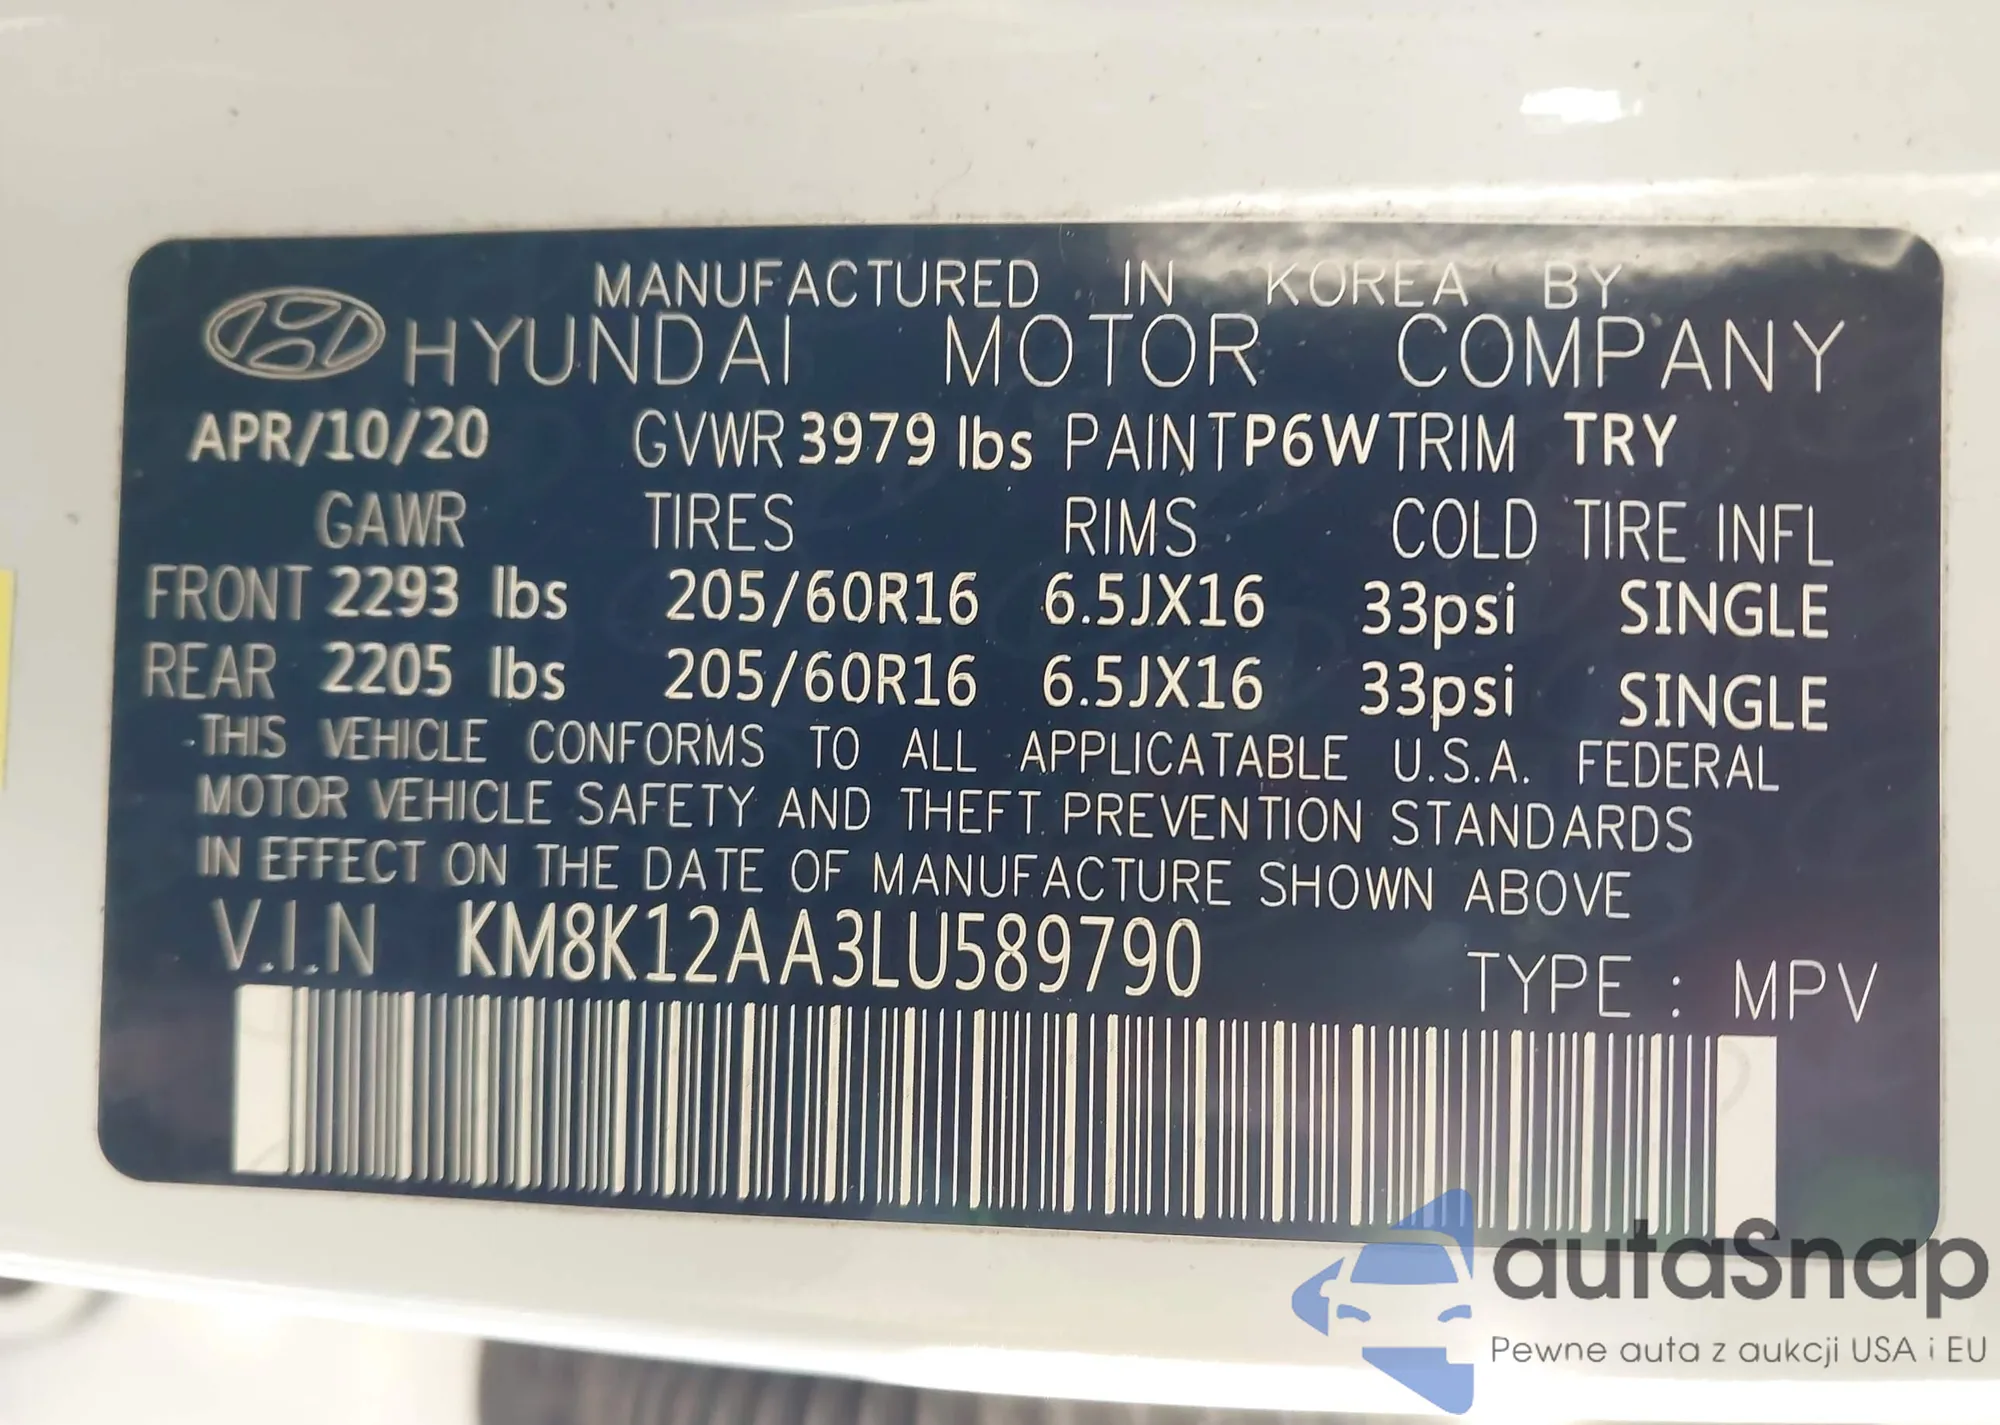 MANUFACTURED IN KOREA BY
HYUNDAI MOTOR COMPANY
APR/10/20 GVWR 3979 lbs PAINT P6W TRIM TRY
GAWR TIRES RIMS COLD TIRE INFL
FRONT 2293 lbs 205/60R16 6.5JX16 33psi SINGLE
REAR 2205 lbs 205/60R16 6.5JX16 33psi SINGLE
THIS VEHICLE CONFORMS TO ALL APPLICATABLE U.S.A. FEDERAL
MOTOR VEHICLE SAFETY AND THEFT PREVENTION STANDARDS
IN EFFECT ON THE DATE OF MANUFACTURE SHOWN ABOVE
V.I.N KM8K12AA3LU589790
TYPE : MPV
autaSnap
Pewne auta z aukcji USA i EU